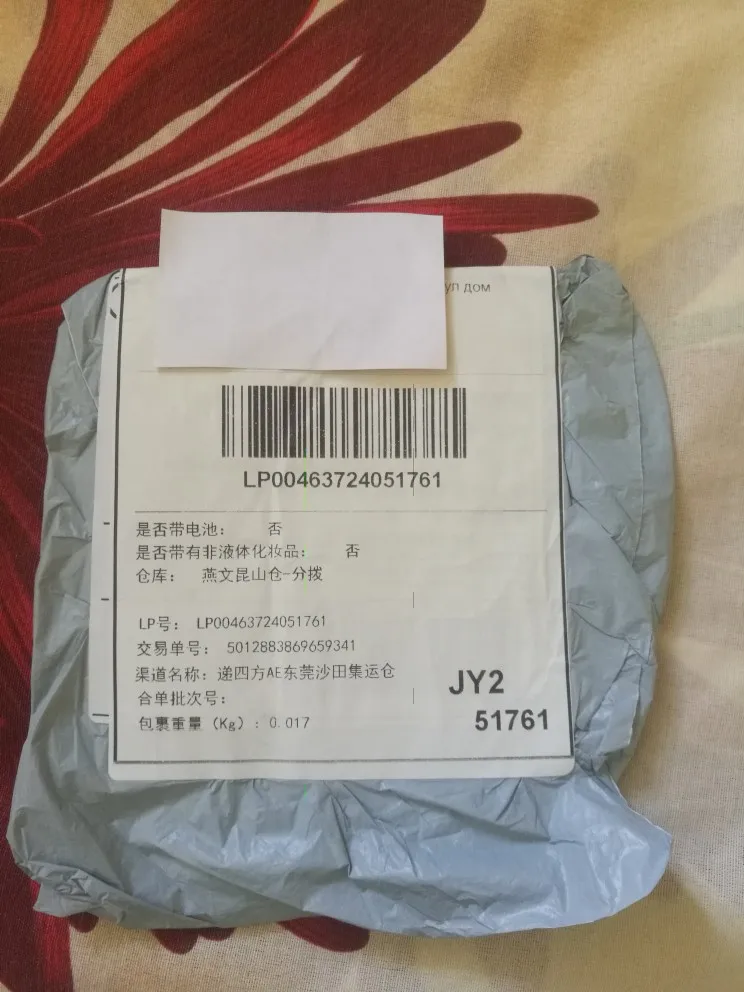 ул дом
LP00463724051761
是否带电池： 否
是否带有非液体化妆品： 否
仓库： 燕文昆山仓-分拨
LP号： LP00463724051761
交易单号： 5012883869659341
渠道名称：递四方AE东莞沙田集运仓
合单批次号：
包裹重量（Kg）：0.017
JY2
51761